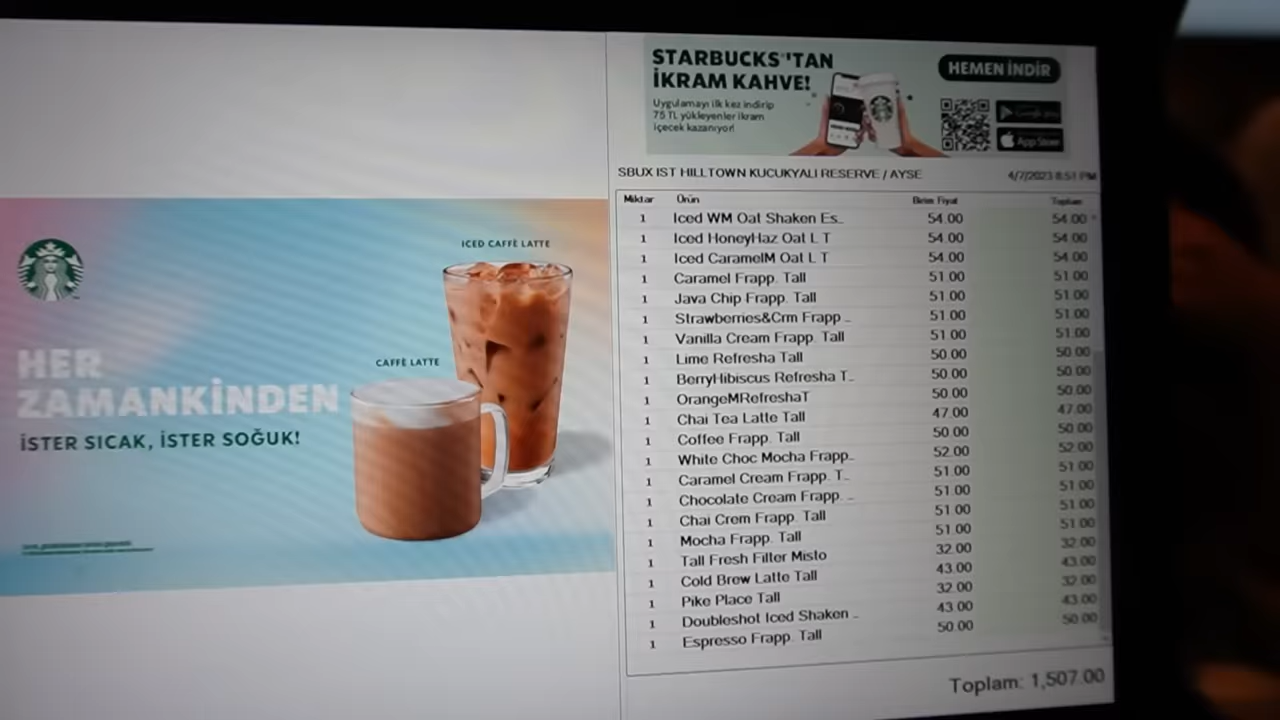 STARBUCKS'TAN
İKRAM KAHVE!
Uygulamayı ilk kez indirip
75 TL yükleyenler ikram
içecek kazanıyor!
HEMEN İNDİR
Google Play
App Store
SBUX IST HILLTOWN KUCUKYALI RESERVE / AYSE 4/7/2023 8:51 PM
Miktar Ürün Birim Fiyat Toplam
1 Iced WM Oat Shaken Es... 54.00 54.00
1 Iced HoneyHaz Oat L T 54.00 54.00
1 Iced CaramelM Oat L T 54.00 54.00
1 Caramel Frapp. Tall 51.00 51.00
1 Java Chip Frapp. Tall 51.00 51.00
1 Strawberries&Crm Frapp... 51.00 51.00
1 Vanilla Cream Frapp. Tall 51.00 51.00
1 Lime Refresha Tall 50.00 50.00
1 BerryHibiscus Refresha T... 50.00 50.00
1 OrangeMRefreshaT 50.00 50.00
1 Chai Tea Latte Tall 47.00 47.00
1 Coffee Frapp. Tall 50.00 50.00
1 White Choc Mocha Frapp... 52.00 52.00
1 Caramel Cream Frapp. T... 51.00 51.00
1 Chocolate Cream Frapp. ... 51.00 51.00
1 Chai Crem Frapp. Tall 51.00 51.00
1 Mocha Frapp. Tall 51.00 51.00
1 Tall Fresh Filter Misto 32.00 32.00
1 Cold Brew Latte Tall 43.00 43.00
1 Pike Place Tall 32.00 32.00
1 Doubleshot Iced Shaken ... 43.00 43.00
1 Espresso Frapp. Tall 50.00 50.00
Toplam: 1,507.00
ICED CAFFÈ LATTE
CAFFÈ LATTE
HER
ZAMANKİNDEN
İSTER SICAK, İSTER SOĞUK!